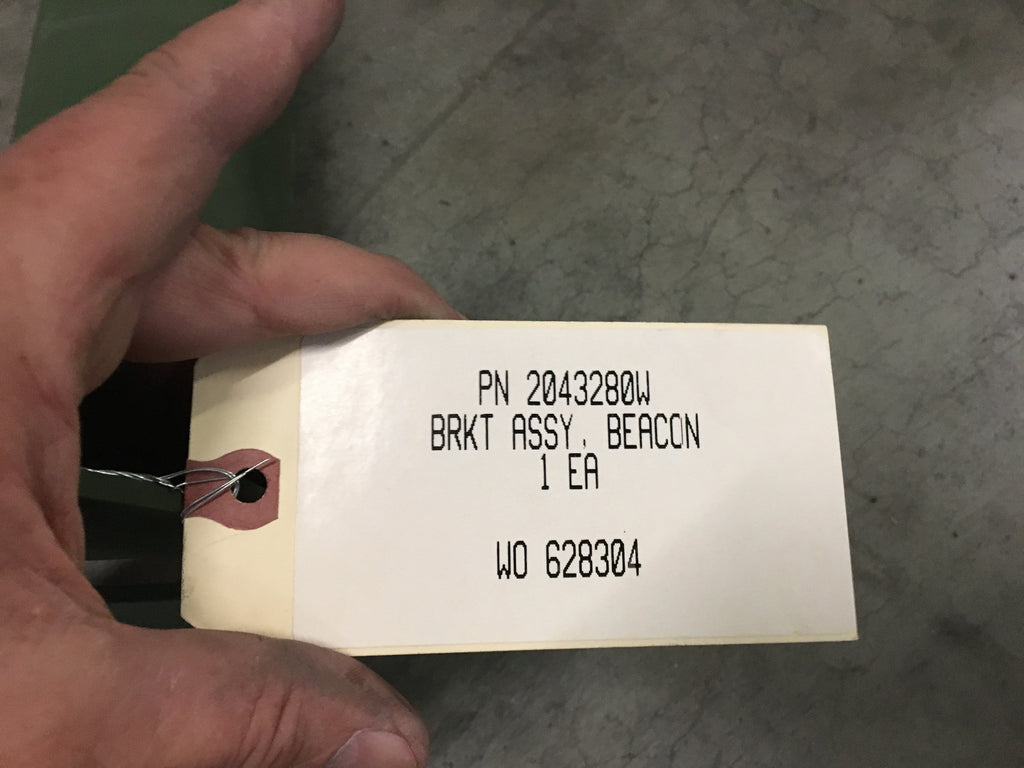 PN 2043280W
BRKT ASSY, BEACON
1 EA
WO 628304